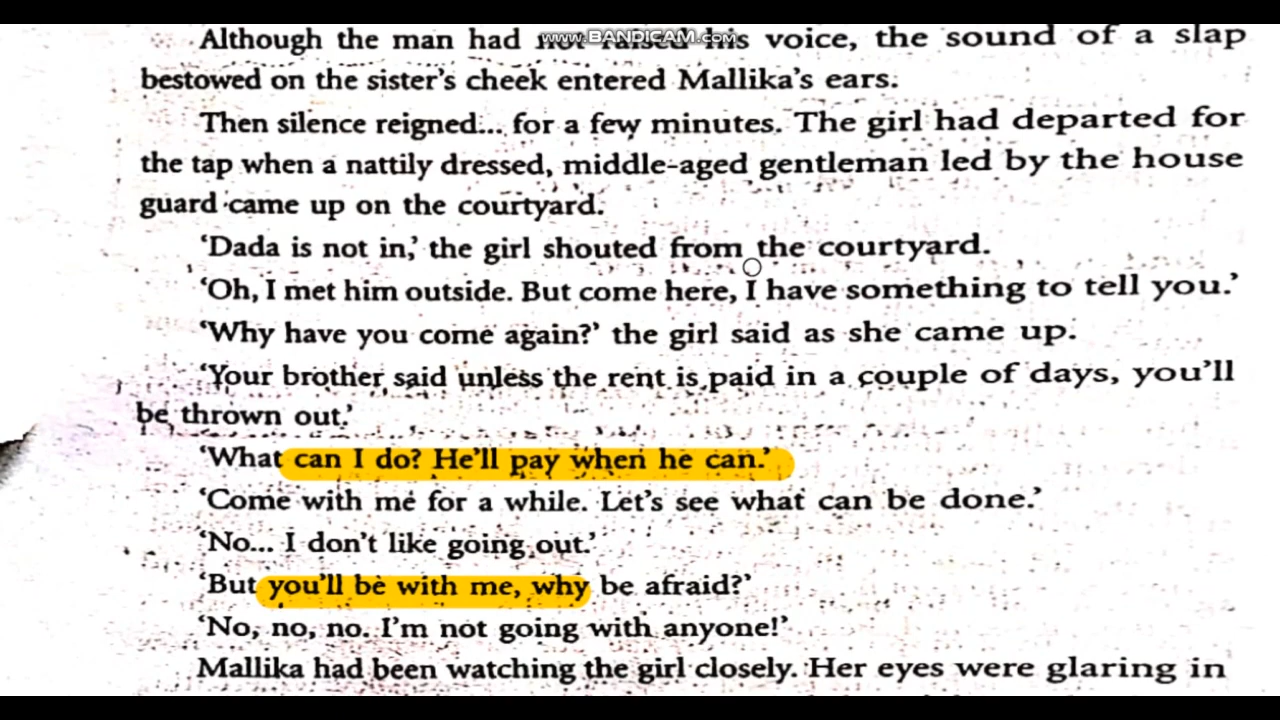 www.BANDICAM.com
Although the man had not raised his voice, the sound of a slap
bestowed on the sister's cheek entered Mallika's ears.
Then silence reigned... for a few minutes. The girl had departed for
the tap when a nattily dressed, middle-aged gentleman led by the house
guard came up on the courtyard.
‘Dada is not in,’ the girl shouted from the courtyard.
‘Oh, I met him outside. But come here, I have something to tell you.’
‘Why have you come again?’ the girl said as she came up.
‘Your brother said unless the rent is paid in a couple of days, you'll
be thrown out.’
‘What can I do? He'll pay when he can.’
‘Come with me for a while. Let's see what can be done.’
‘No... I don't like going out.’
‘But you'll be with me, why be afraid?’
‘No, no, no. I'm not going with anyone!’
Mallika had been watching the girl closely. Her eyes were glaring in